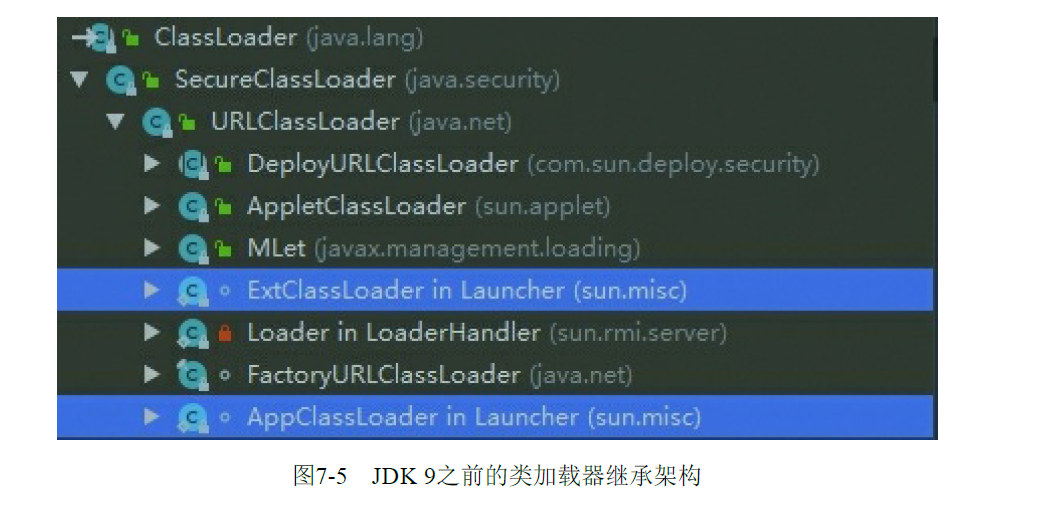 ClassLoader (java.lang)
SecureClassLoader (java.security)
URLClassLoader (java.net)
DeployURLClassLoader (com.sun.deploy.security)
AppletClassLoader (sun.applet)
MLet (javax.management.loading)
ExtClassLoader in Launcher (sun.misc)
Loader in LoaderHandler (sun.rmi.server)
FactoryURLClassLoader (java.net)
AppClassLoader in Launcher (sun.misc)
图7-5 JDK 9之前的类加载器继承架构